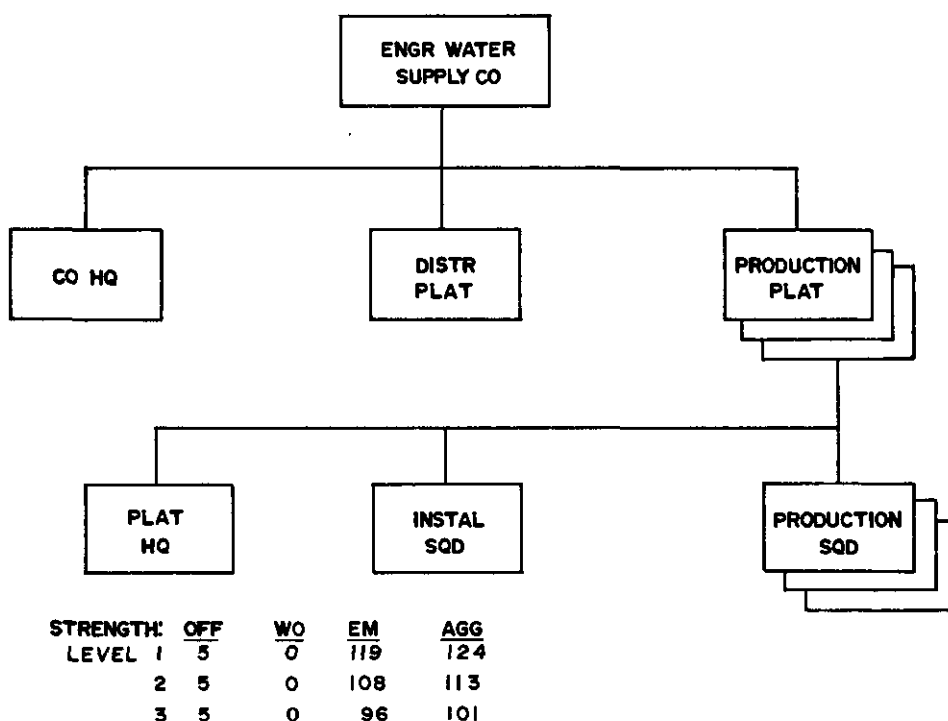 ENGR WATER
SUPPLY CO
CO HQ
DISTR
PLAT
PRODUCTION
PLAT
PLAT
HQ
INSTAL
SQD
PRODUCTION
SQD
STRENGTH: OFF WO EM AGG
LEVEL 1 5 0 119 124
2 5 0 108 113
3 5 0 96 101